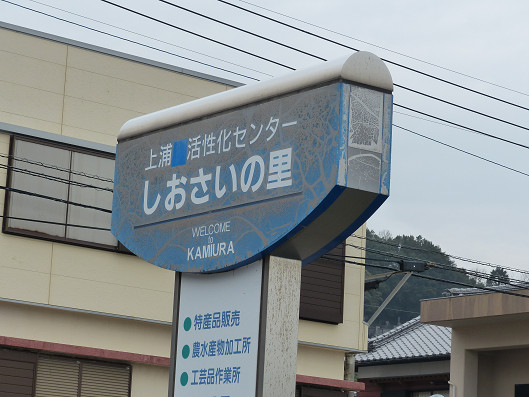 上浦 活性化センター
しおさいの里
WELCOME
to
KAMIURA
特産品販売
農水産物加工所
工芸品作業所